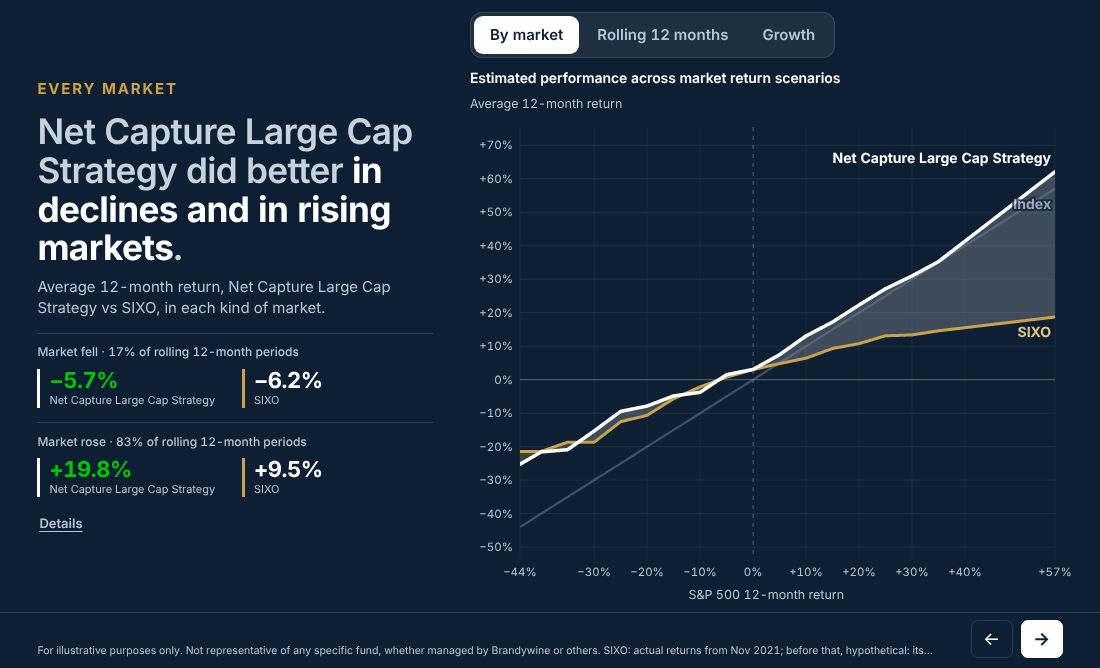 By market
Rolling 12 months
Growth
EVERY MARKET
Net Capture Large Cap
Strategy did better in
declines and in rising
markets.
Average 12-month return, Net Capture Large Cap
Strategy vs SIXO, in each kind of market.
Market fell · 17% of rolling 12-month periods
−5.7%
Net Capture Large Cap Strategy
−6.2%
SIXO
Market rose · 83% of rolling 12-month periods
+19.8%
Net Capture Large Cap Strategy
+9.5%
SIXO
Details
Estimated performance across market return scenarios
Average 12-month return
+70%
+60%
+50%
+40%
+30%
+20%
+10%
0%
−10%
−20%
−30%
−40%
−50%
Net Capture Large Cap Strategy
Index
SIXO
−44%
−30%
−20%
−10%
0%
+10%
+20%
+30%
+40%
+57%
S&P 500 12-month return
For illustrative purposes only. Not representative of any specific fund, whether managed by Brandywine or others. SIXO: actual returns from Nov 2021; before that, hypothetical: its…